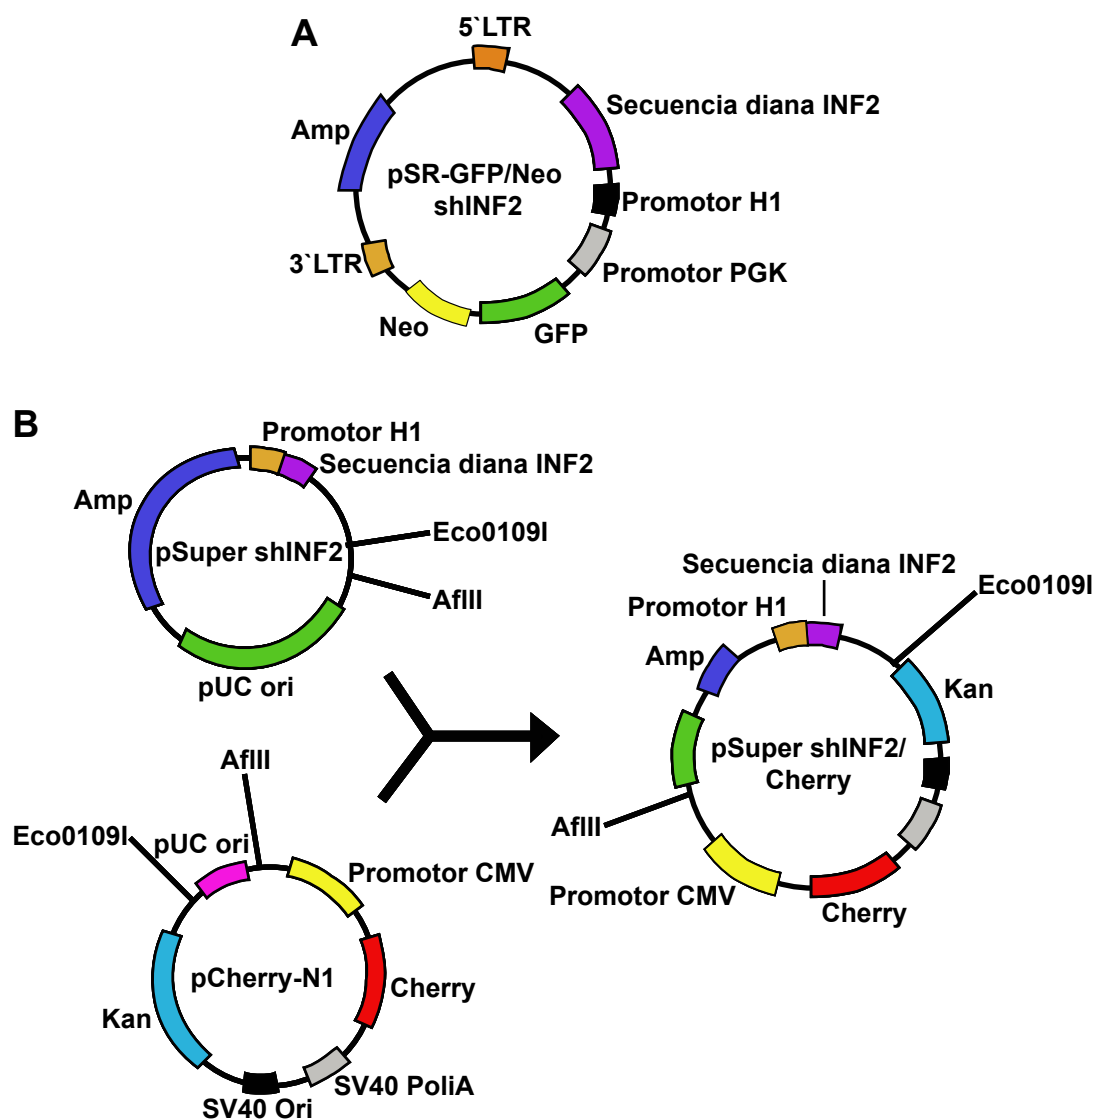 A
5`LTR
Secuencia diana INF2
Amp
pSR-GFP/Neo
shINF2
Promotor H1
3`LTR
Promotor PGK
Neo
GFP
B
Promotor H1
Secuencia diana INF2
Amp
pSuper shINF2
Eco0109I
AflII
pUC ori
Secuencia diana INF2
Eco0109I
Promotor H1
Amp
Kan
pSuper shINF2/
Cherry
AflII
Promotor CMV
Cherry
AflII
Eco0109I
pUC ori
Promotor CMV
pCherry-N1
Cherry
Kan
SV40 PoliA
SV40 Ori